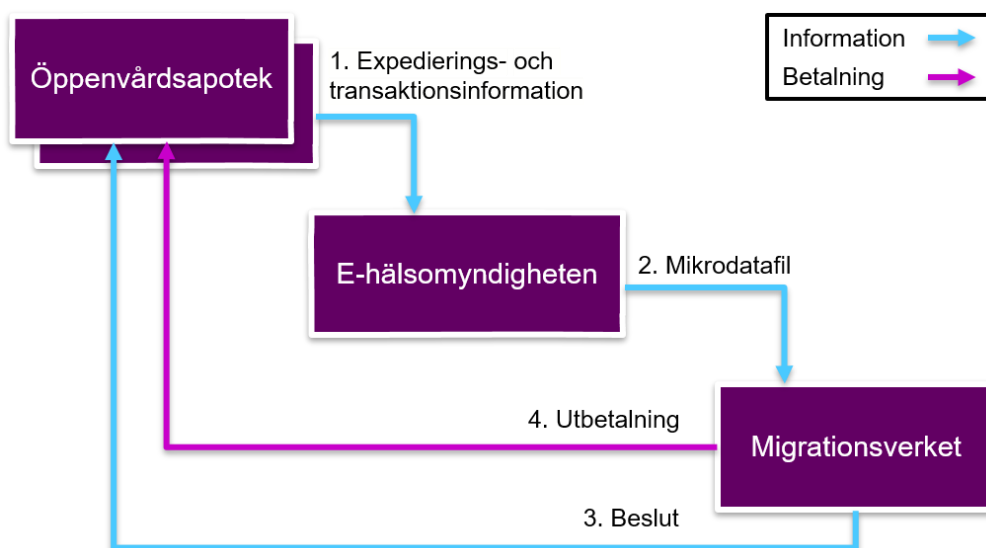 Öppenvårdsapotek
1. Expedierings- och
transaktionsinformation
Information
Betalning
E-hälsomyndigheten
2. Mikrodatafil
4. Utbetalning
Migrationsverket
3. Beslut